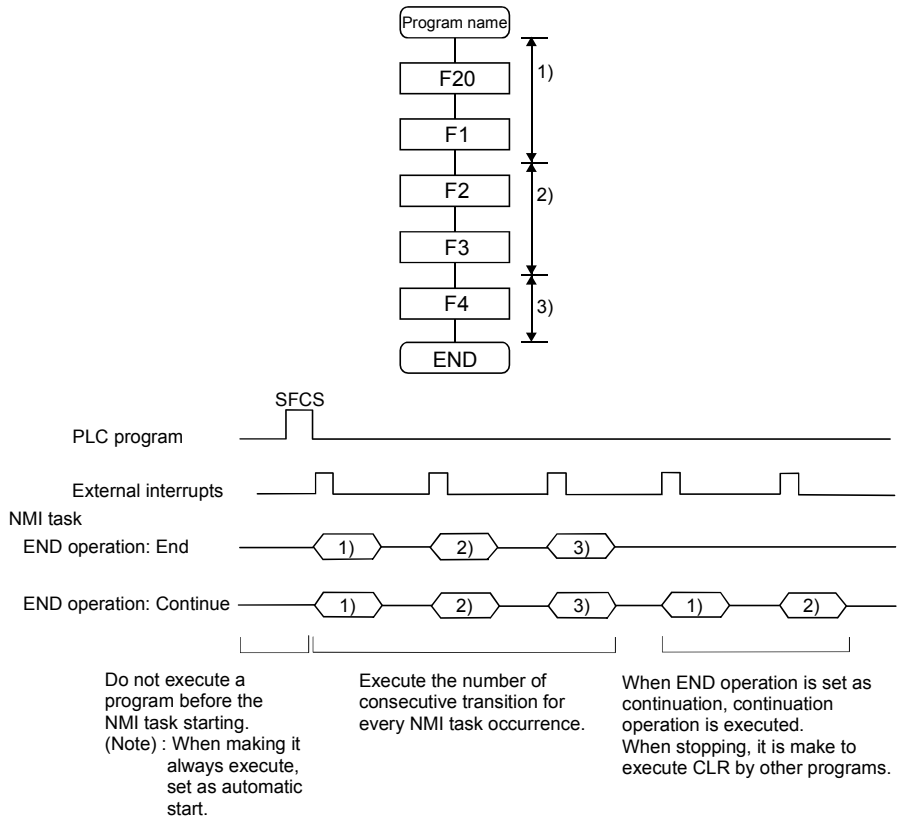 Program name
F20
1)
F1
F2
2)
F3
F4
3)
END
SFCS
PLC program
External interrupts
NMI task
END operation: End
1)
2)
3)
END operation: Continue
1)
2)
3)
1)
2)
Do not execute a
program before the
NMI task starting.
(Note) : When making it
always execute,
set as automatic
start.
Execute the number of
consecutive transition for
every NMI task occurrence.
When END operation is set as
continuation, continuation
operation is executed.
When stopping, it is make to
execute CLR by other programs.